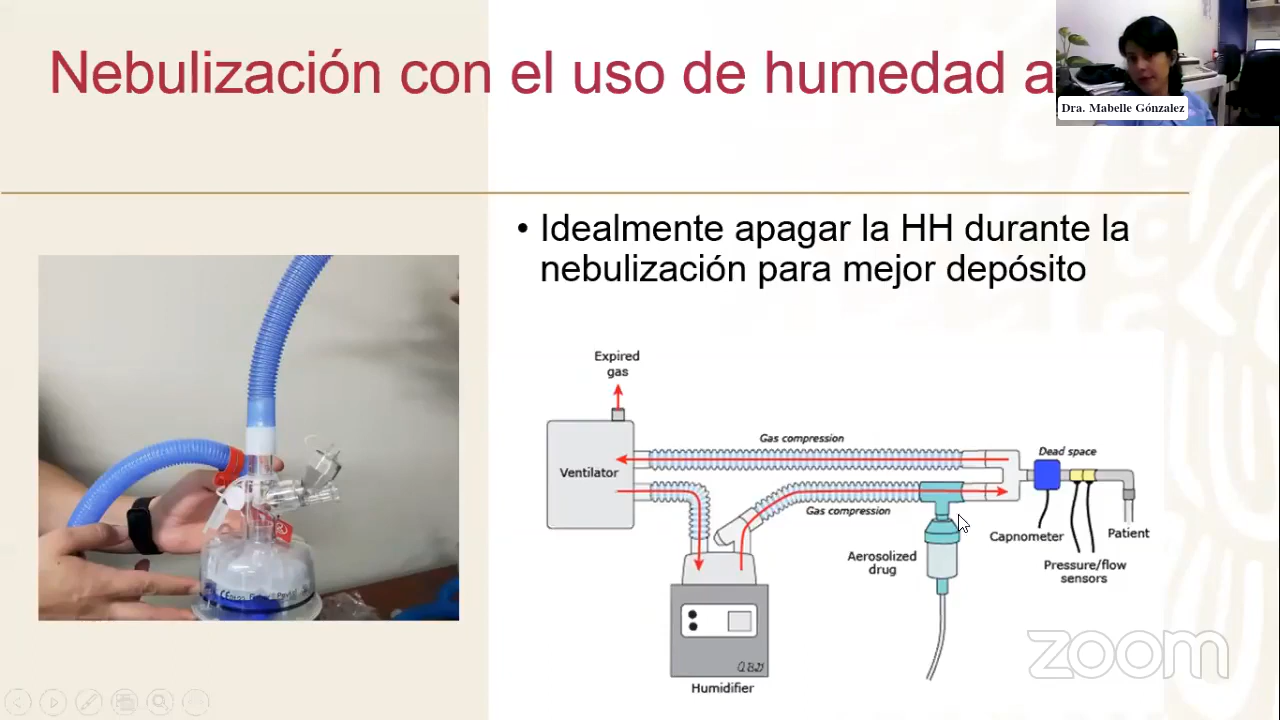 Nebulización con el uso de humedad a
Dra. Mabelle Gónzalez
• Idealmente apagar la HH durante la
nebulización para mejor depósito
Expired
gas
Gas compression
Dead space
Ventilator
Gas compression
Capnometer
Patient
Aerosolized
drug
Pressure/flow
sensors
Humidifier
zoom